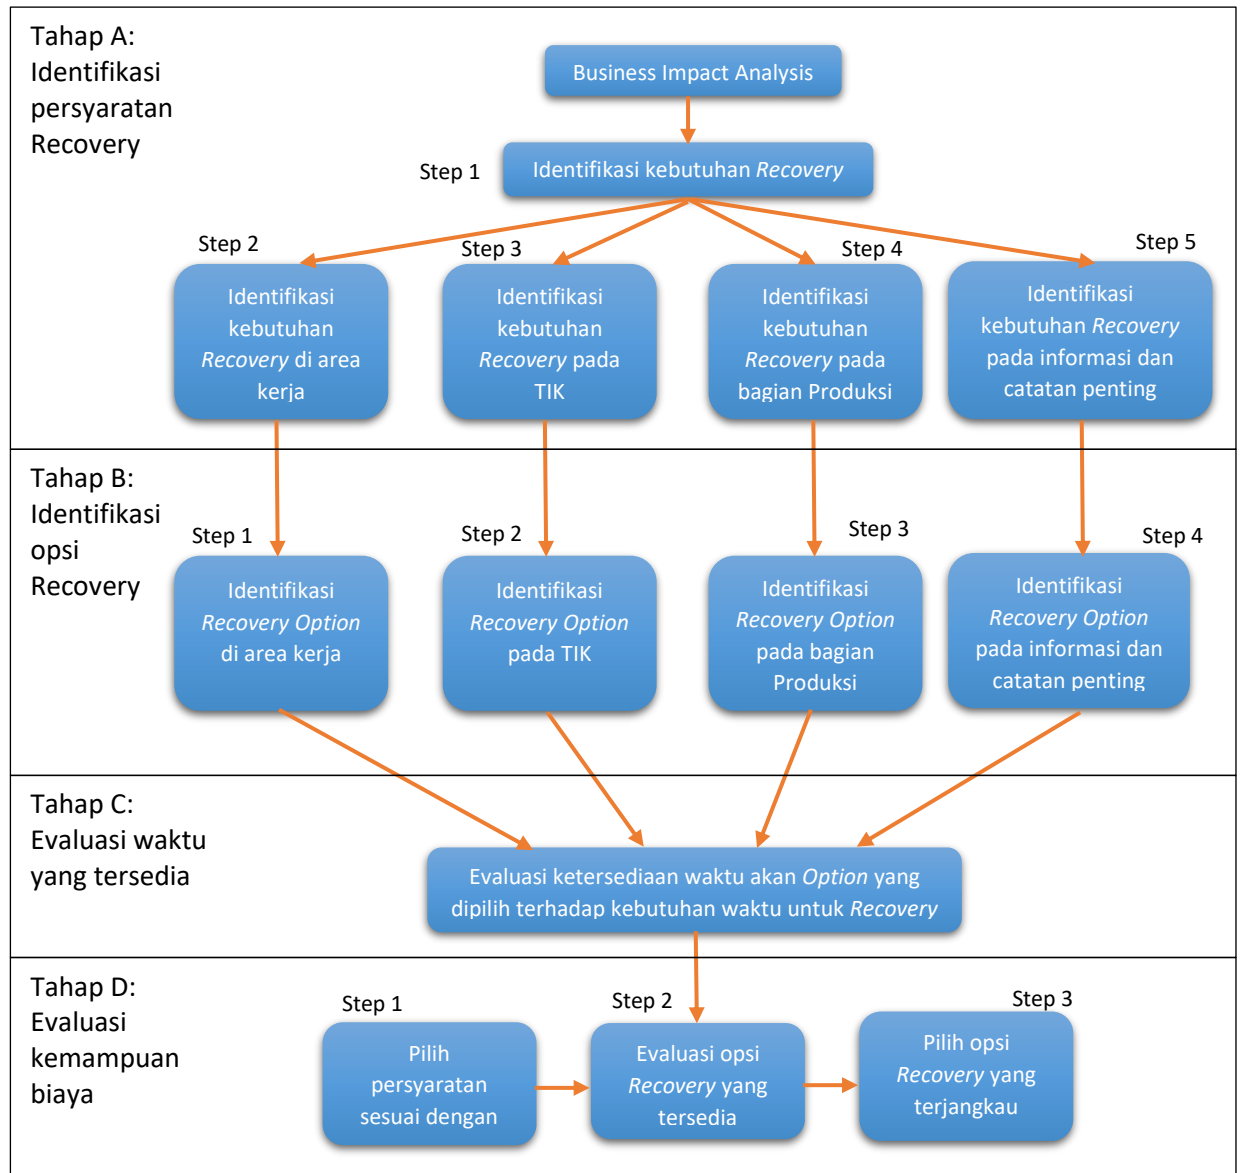 Tahap A:
Identifikasi
persyaratan
Recovery
Business Impact Analysis
Step 1
Identifikasi kebutuhan Recovery
Step 2
Identifikasi
kebutuhan
Recovery di area
kerja
Step 3
Identifikasi
kebutuhan
Recovery pada
TIK
Step 4
Identifikasi
kebutuhan
Recovery pada
bagian Produksi
Step 5
Identifikasi
kebutuhan Recovery
pada informasi dan
catatan penting
Tahap B:
Identifikasi
opsi
Recovery
Step 1
Identifikasi
Recovery Option
di area kerja
Step 2
Identifikasi
Recovery Option
pada TIK
Step 3
Identifikasi
Recovery Option
pada bagian
Produksi
Step 4
Identifikasi
Recovery Option
pada informasi dan
catatan penting
Tahap C:
Evaluasi waktu
yang tersedia
Evaluasi ketersediaan waktu akan Option yang
dipilih terhadap kebutuhan waktu untuk Recovery
Tahap D:
Evaluasi
kemampuan
biaya
Step 1
Pilih
persyaratan
sesuai dengan
Step 2
Evaluasi opsi
Recovery yang
tersedia
Step 3
Pilih opsi
Recovery yang
terjangkau